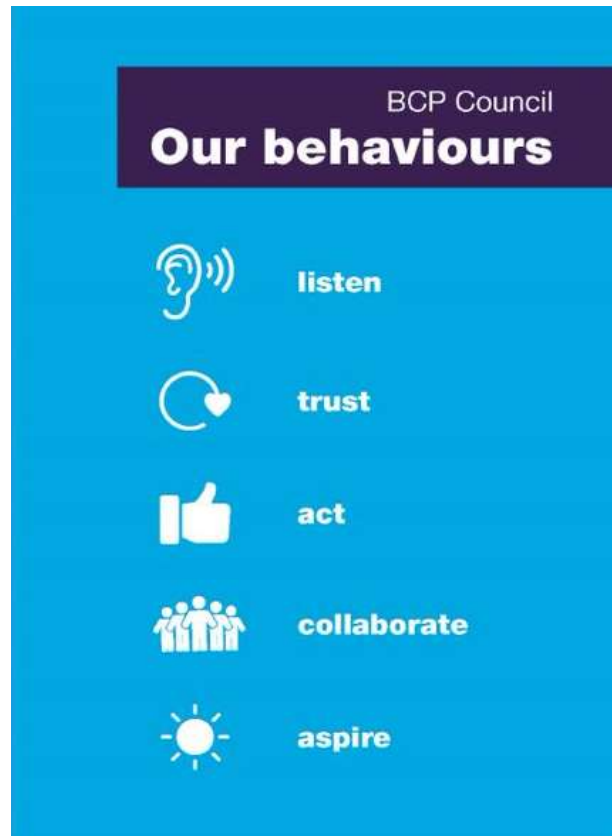 BCP Council
Our behaviours
listen
trust
act
collaborate
aspire